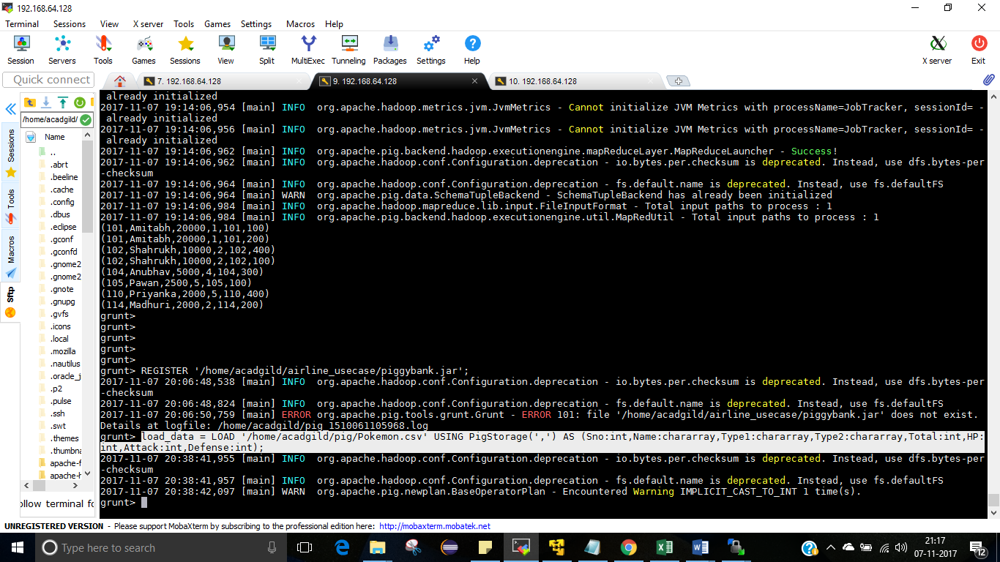 192.168.64.128
Terminal Sessions View X server Tools Games Settings Macros Help
Session Servers Tools Games Sessions View Split MultiExec Tunneling Packages Settings Help X server Exit
Quick connect 7. 192.168.64.128 9. 192.168.64.128 10. 192.168.64.128
/home/acadgild/
Name
..
.abrt
.beeline
.cache
.config
.dbus
.eclipse
.gconf
.gconfd
.gnome2
.gnome2
.gnote
.gnupg
.gvfs
.icons
.local
.mozilla
.nautilus
.oracle_j
.p2
.pulse
.ssh
.swt
.themes
.thumbna
apache-f
apache-h
ollow terminal fo
Sessions
Tools
Macros
Sftp
already initialized
2017-11-07 19:14:06,954 [main] INFO org.apache.hadoop.metrics.jvm.JvmMetrics - Cannot initialize JVM Metrics with processName=JobTracker, sessionId= -
already initialized
2017-11-07 19:14:06,956 [main] INFO org.apache.hadoop.metrics.jvm.JvmMetrics - Cannot initialize JVM Metrics with processName=JobTracker, sessionId= -
already initialized
2017-11-07 19:14:06,962 [main] INFO org.apache.pig.backend.hadoop.executionengine.mapReduceLayer.MapReduceLauncher - Success!
2017-11-07 19:14:06,962 [main] INFO org.apache.hadoop.conf.Configuration.deprecation - io.bytes.per.checksum is deprecated. Instead, use dfs.bytes-per
-checksum
2017-11-07 19:14:06,964 [main] INFO org.apache.hadoop.conf.Configuration.deprecation - fs.default.name is deprecated. Instead, use fs.defaultFS
2017-11-07 19:14:06,964 [main] WARN org.apache.pig.data.SchemaTupleBackend - SchemaTupleBackend has already been initialized
2017-11-07 19:14:06,984 [main] INFO org.apache.hadoop.mapreduce.lib.input.FileInputFormat - Total input paths to process : 1
2017-11-07 19:14:06,984 [main] INFO org.apache.pig.backend.hadoop.executionengine.util.MapRedUtil - Total input paths to process : 1
(101,Amitabh,20000,1,101,100)
(101,Amitabh,20000,1,101,200)
(102,Shahrukh,10000,2,102,400)
(102,Shahrukh,10000,2,102,100)
(104,Anubhav,5000,4,104,300)
(105,Pawan,2500,5,105,100)
(110,Priyanka,2000,5,110,400)
(114,Madhuri,2000,2,114,200)
grunt>
grunt>
grunt>
grunt>
grunt>
grunt> REGISTER '/home/acadgild/airline_usecase/piggybank.jar';
2017-11-07 20:06:48,538 [main] INFO org.apache.hadoop.conf.Configuration.deprecation - io.bytes.per.checksum is deprecated. Instead, use dfs.bytes-per
-checksum
2017-11-07 20:06:48,824 [main] INFO org.apache.hadoop.conf.Configuration.deprecation - fs.default.name is deprecated. Instead, use fs.defaultFS
2017-11-07 20:06:50,759 [main] ERROR org.apache.pig.tools.grunt.Grunt - ERROR 101: file '/home/acadgild/airline_usecase/piggybank.jar' does not exist.
Details at logfile: /home/acadgild/pig_1510061105968.log
grunt> load_data = LOAD '/home/acadgild/pig/Pokemon.csv' USING PigStorage(',') AS (Sno:int,Name:chararray,Type1:chararray,Type2:chararray,Total:int,HP:
int,Attack:int,Defense:int);
2017-11-07 20:38:41,955 [main] INFO org.apache.hadoop.conf.Configuration.deprecation - io.bytes.per.checksum is deprecated. Instead, use dfs.bytes-per
-checksum
2017-11-07 20:38:41,957 [main] INFO org.apache.hadoop.conf.Configuration.deprecation - fs.default.name is deprecated. Instead, use fs.defaultFS
2017-11-07 20:38:42,097 [main] WARN org.apache.pig.newplan.BaseOperatorPlan - Encountered Warning IMPLICIT_CAST_TO_INT 1 time(s).
grunt>
UNREGISTERED VERSION - Please support MobaXterm by subscribing to the professional edition here: http://mobaxterm.mobatek.net
Type here to search
21:17
07-11-2017
12